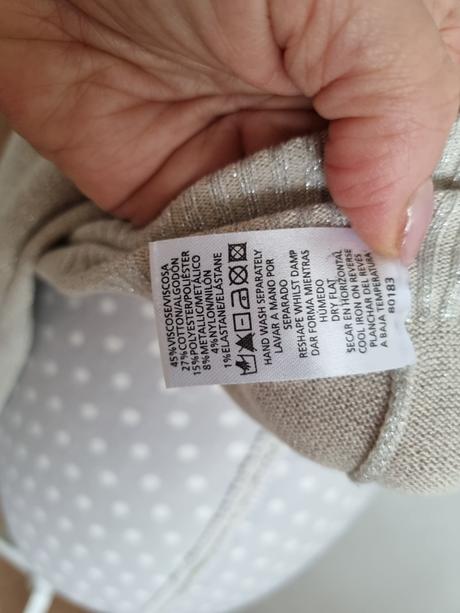 45%VISCOSE/VISCOSA
27%COTTON/ALGODÓN
15%POLYESTER/POLIÉSTER
8%METALLIC/METÁLICO
4%NYLON/NILÓN
1%ELASTANE/ELASTANE
HAND WASH SEPARATELY
LAVAR A MANO POR
SEPARADO
RESHAPE WHILST DAMP
DAR FORMA MIENTRAS
HÚMEDO
DRY FLAT
SECAR EN HORIZONTAL
COOL IRON ON REVERSE
PLANCHAR DEL REVÉS
A BAJA TEMPERATURA
80183